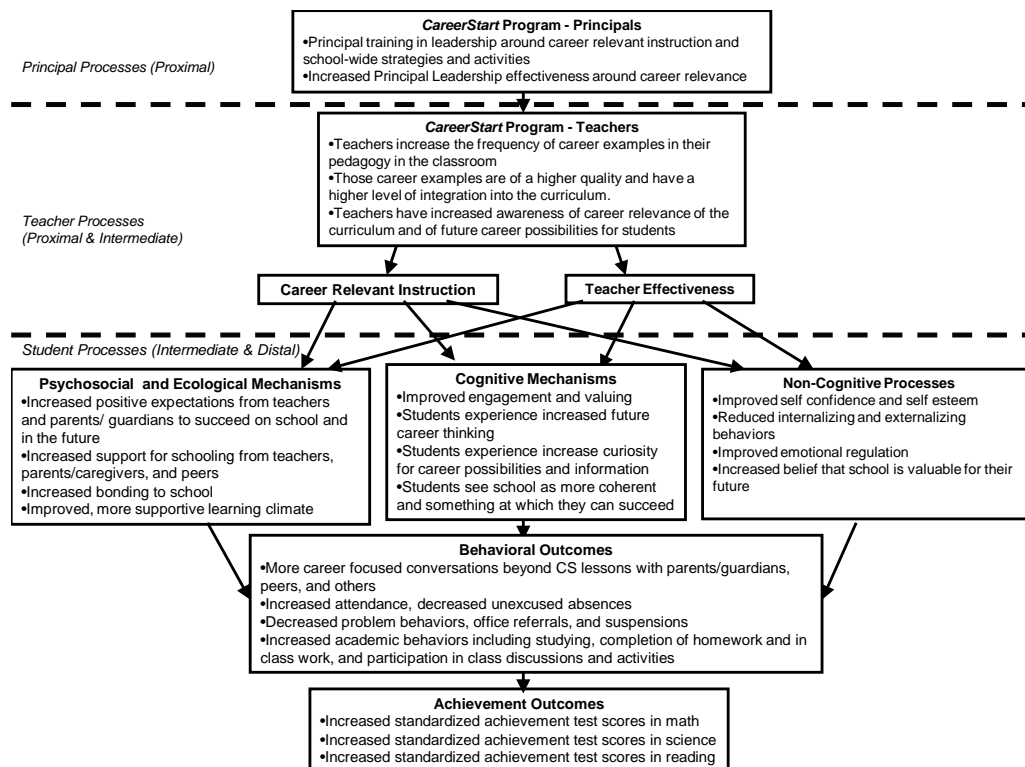 CareerStart Program - Principals
•Principal training in leadership around career relevant instruction and
school-wide strategies and activities
•Increased Principal Leadership effectiveness around career relevance
Principal Processes (Proximal)
CareerStart Program - Teachers
•Teachers increase the frequency of career examples in their
pedagogy in the classroom
•Those career examples are of a higher quality and have a
higher level of integration into the curriculum.
•Teachers have increased awareness of career relevance of the
curriculum and of future career possibilities for students
Teacher Processes
(Proximal & Intermediate)
Career Relevant Instruction
Teacher Effectiveness
Student Processes (Intermediate & Distal)
Psychosocial and Ecological Mechanisms
•Increased positive expectations from teachers
and parents/ guardians to succeed on school and
in the future
•Increased support for schooling from teachers,
parents/caregivers, and peers
•Increased bonding to school
•Improved, more supportive learning climate
Cognitive Mechanisms
•Improved engagement and valuing
•Students experience increased future
career thinking
•Students experience increase curiosity
for career possibilities and information
•Students see school as more coherent
and something at which they can succeed
Non-Cognitive Processes
•Improved self confidence and self esteem
•Reduced internalizing and externalizing
behaviors
•Improved emotional regulation
•Increased belief that school is valuable for their
future
Behavioral Outcomes
•More career focused conversations beyond CS lessons with parents/guardians,
peers, and others
•Increased attendance, decreased unexcused absences
•Decreased problem behaviors, office referrals, and suspensions
•Increased academic behaviors including studying, completion of homework and in
class work, and participation in class discussions and activities
Achievement Outcomes
•Increased standardized achievement test scores in math
•Increased standardized achievement test scores in science
•Increased standardized achievement test scores in reading